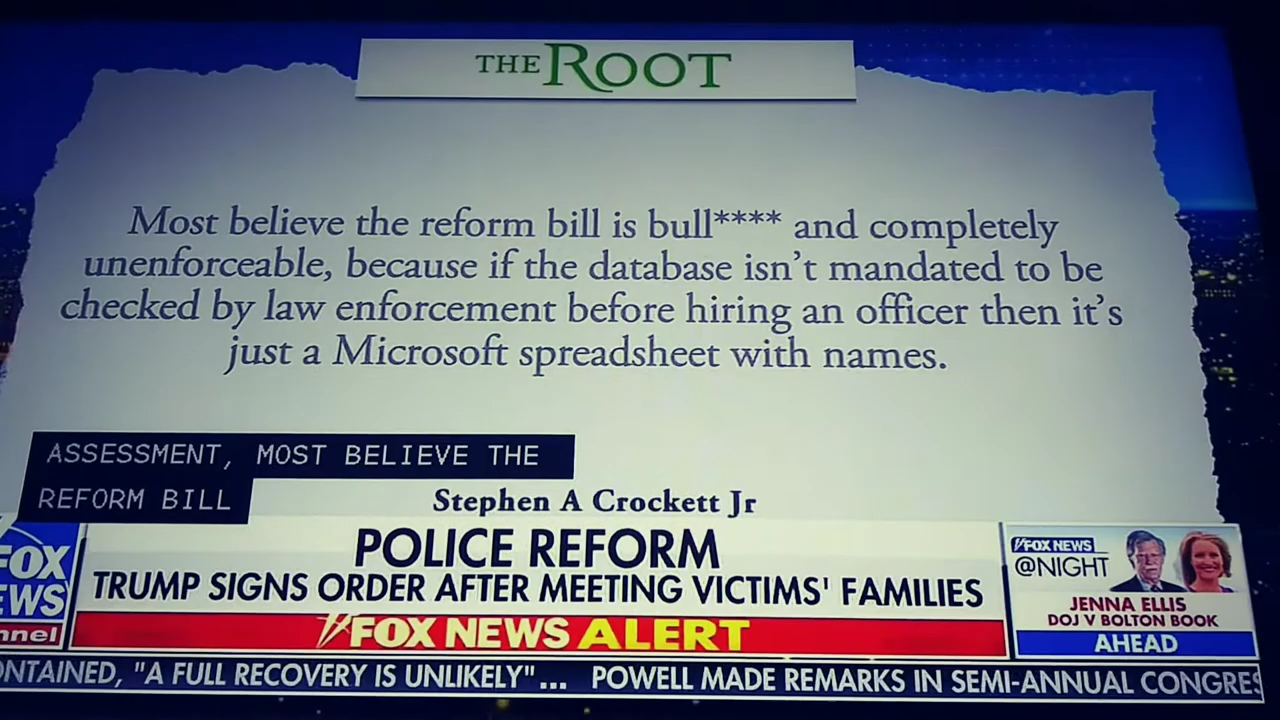 THE ROOT
Most believe the reform bill is bull**** and completely
unenforceable, because if the database isn't mandated to be
checked by law enforcement before hiring an officer then it's
just a Microsoft spreadsheet with names.
ASSESSMENT, MOST BELIEVE THE
REFORM BILL
Stephen A Crockett Jr
FOX
NEWS
nnel
POLICE REFORM
TRUMP SIGNS ORDER AFTER MEETING VICTIMS' FAMILIES
FOX NEWS ALERT
FOX NEWS
@NIGHT
JENNA ELLIS
DOJ V BOLTON BOOK
AHEAD
ONTAINED, "A FULL RECOVERY IS UNLIKELY"... POWELL MADE REMARKS IN SEMI-ANNUAL CONGRES